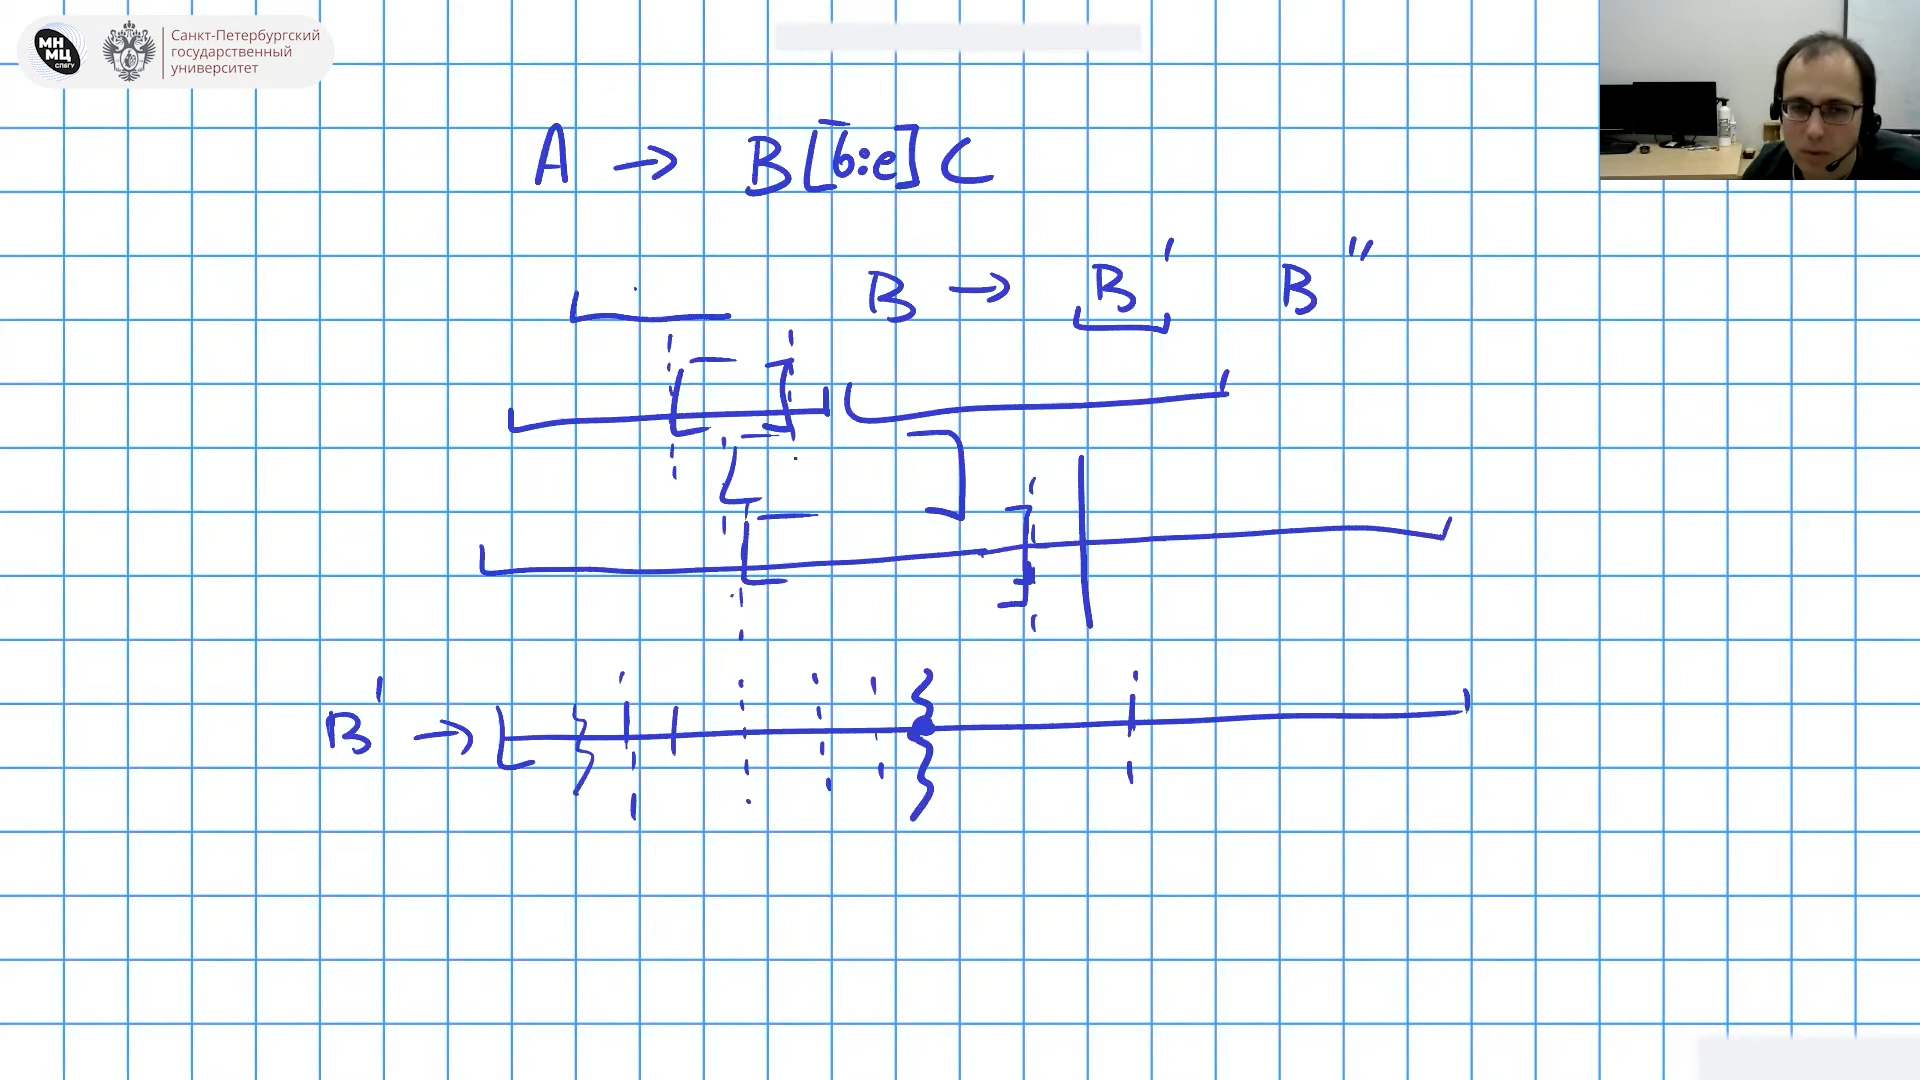 МН
МЦ
СПбГУ
Санкт-Петербургский
государственный
университет
A → B[b:e] C
B → B' B''
B' →